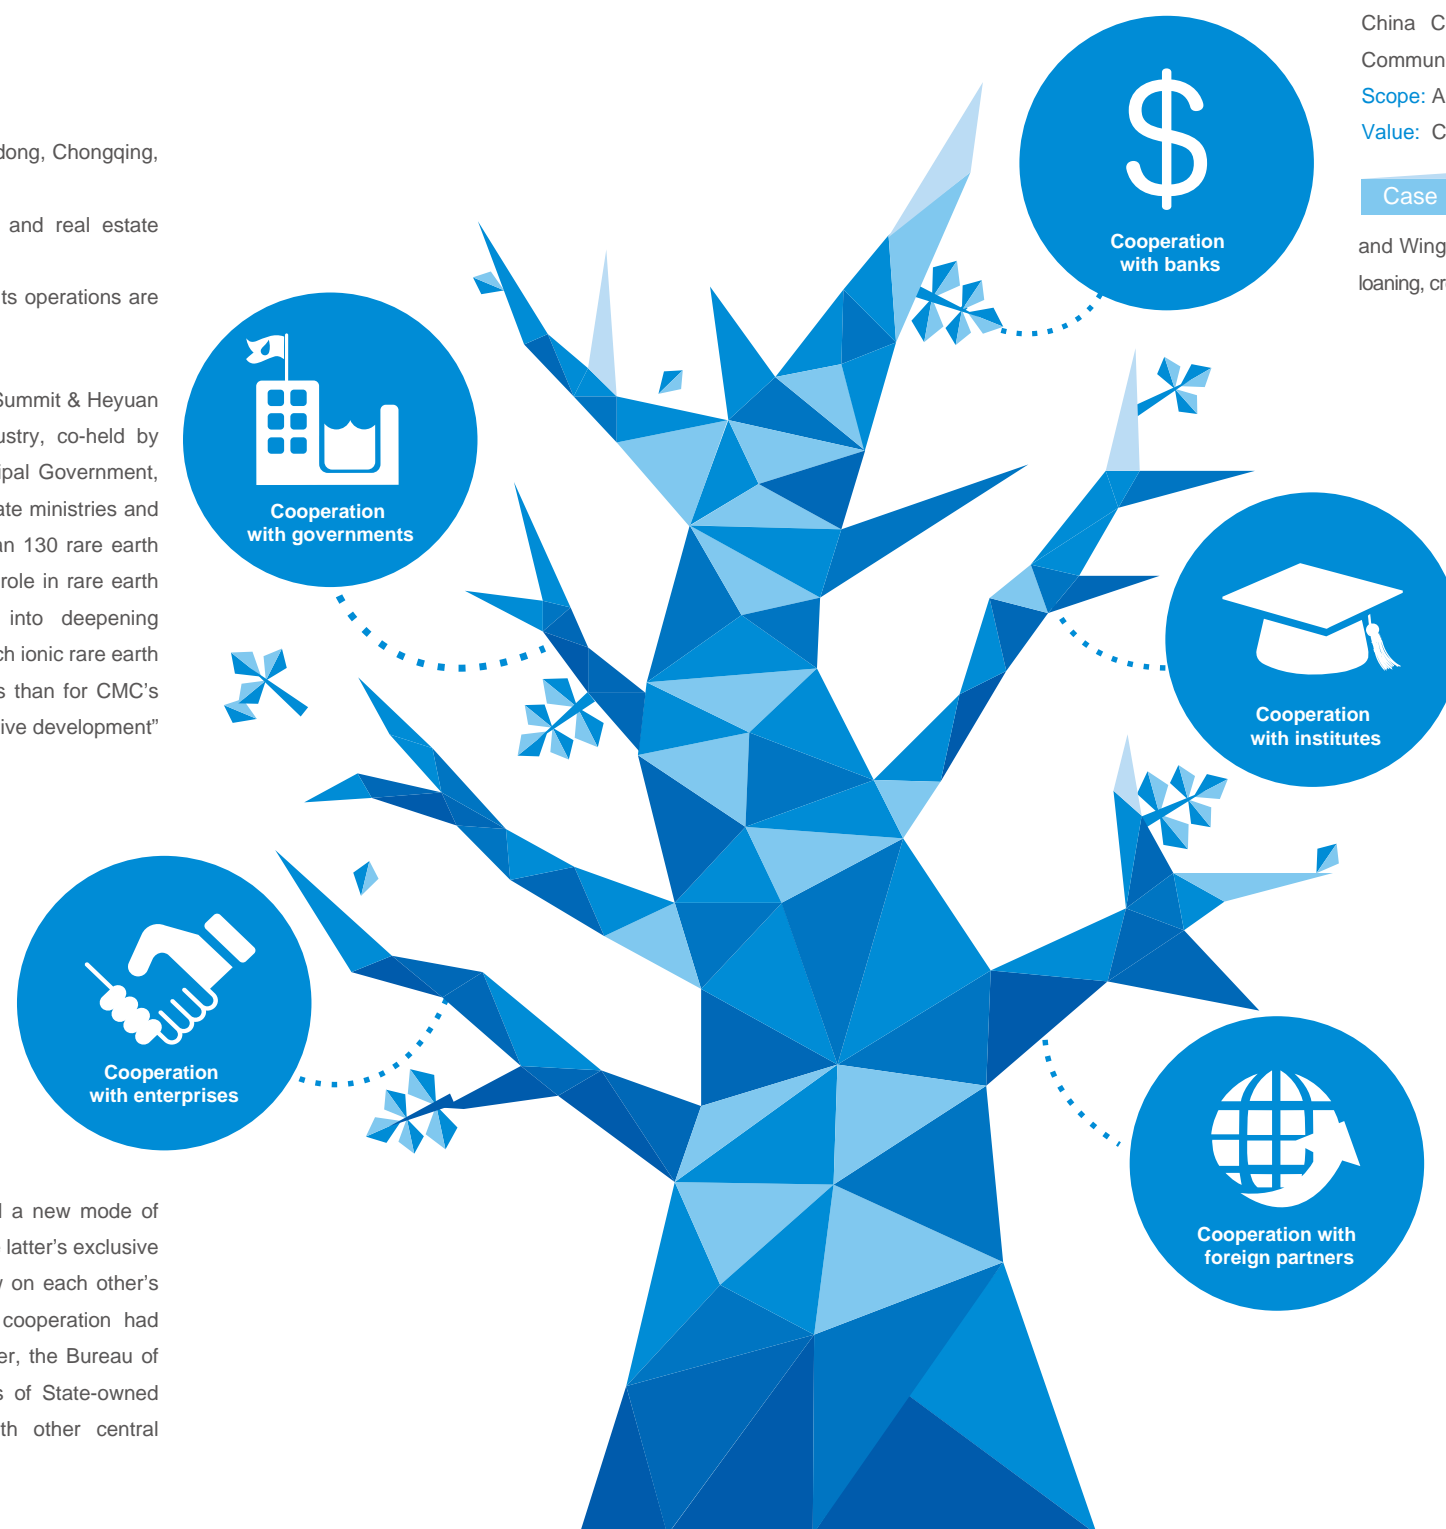 dong, Chongqing,
and real estate
its operations are
Summit & Heyuan
ustry, co-held by
ipal Government,
ate ministries and
an 130 rare earth
role in rare earth
into deepening
ch ionic rare earth
s than for CMC’s
ive development”
Cooperation
with governments
Cooperation
with enterprises
d a new mode of
latter’s exclusive
w on each other’s
cooperation had
er, the Bureau of
s of State-owned
th other central
Cooperation
with banks
China C
Commun
Scope: A
Value: C
Case
and Wing
loaning, cr
Cooperation
with institutes
Cooperation with
foreign partners